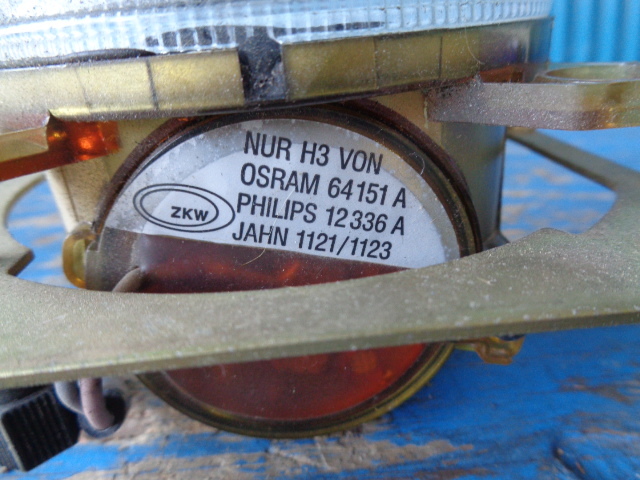 NUR H3 VON
OSRAM 64151 A
ZKW
PHILIPS 12336 A
JAHN 1121/1123